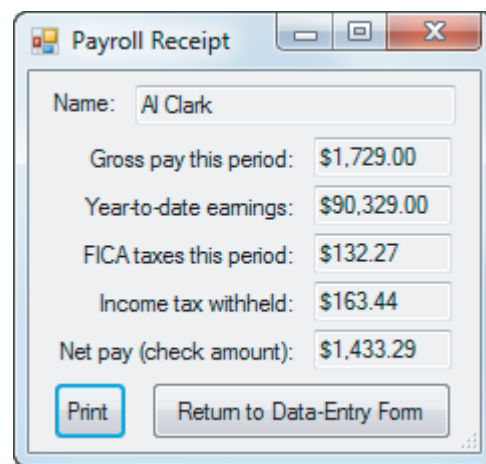 Payroll Receipt
Name: Al Clark
Gross pay this period: $1,729.00
Year-to-date earnings: $90,329.00
FICA taxes this period: $132.27
Income tax withheld: $163.44
Net pay (check amount): $1,433.29
Print Return to Data-Entry Form